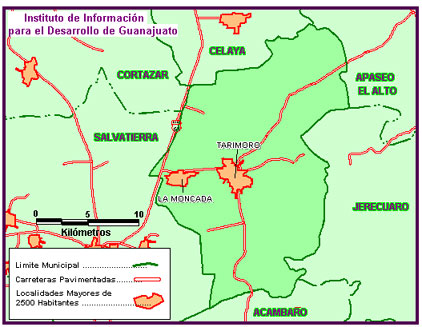 Instituto de Información
para el Desarrollo de Guanajuato
CELAYA
CORTAZAR
APASEO
EL ALTO
SALVATIERRA
TARIMORO
LA MONCADA
JERECUARO
0 5 10
Kilómetros
Limite Municipal
Carreteras Pavimentadas
Localidades Mayores de
2500 Habitantes
ACAMBAÑO